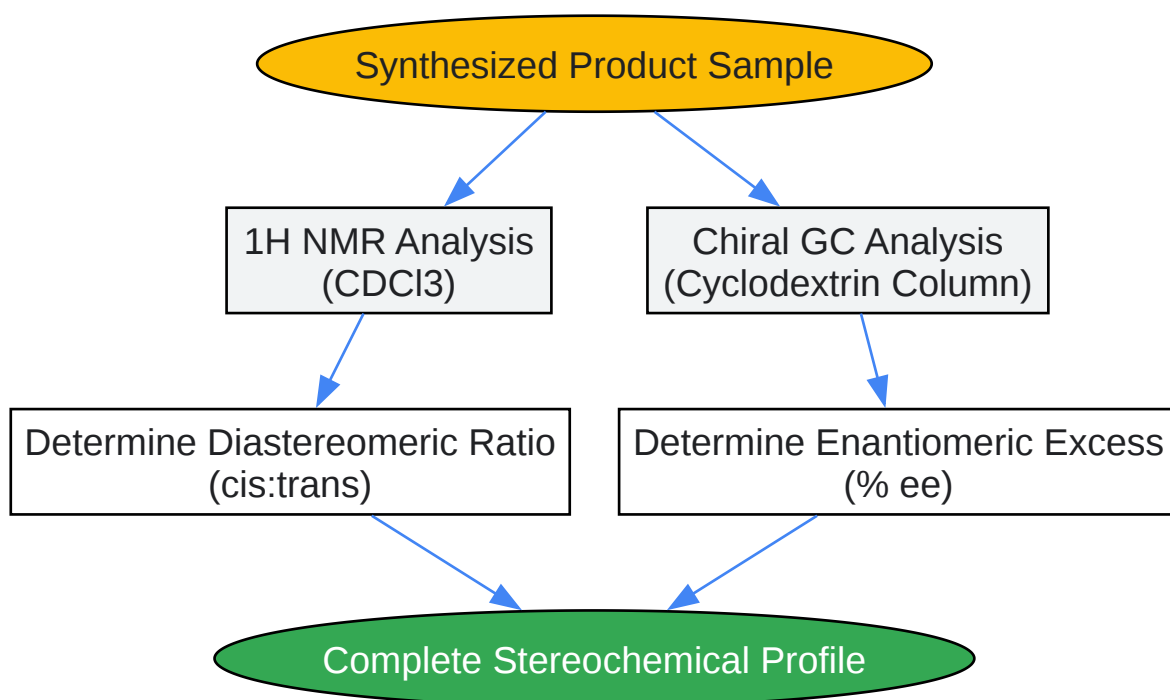 Synthesized Product Sample
1H NMR Analysis
(CDCl3)
Chiral GC Analysis
(Cyclodextrin Column)
Determine Diastereomeric Ratio
(cis:trans)
Determine Enantiomeric Excess
(% ee)
Complete Stereochemical Profile